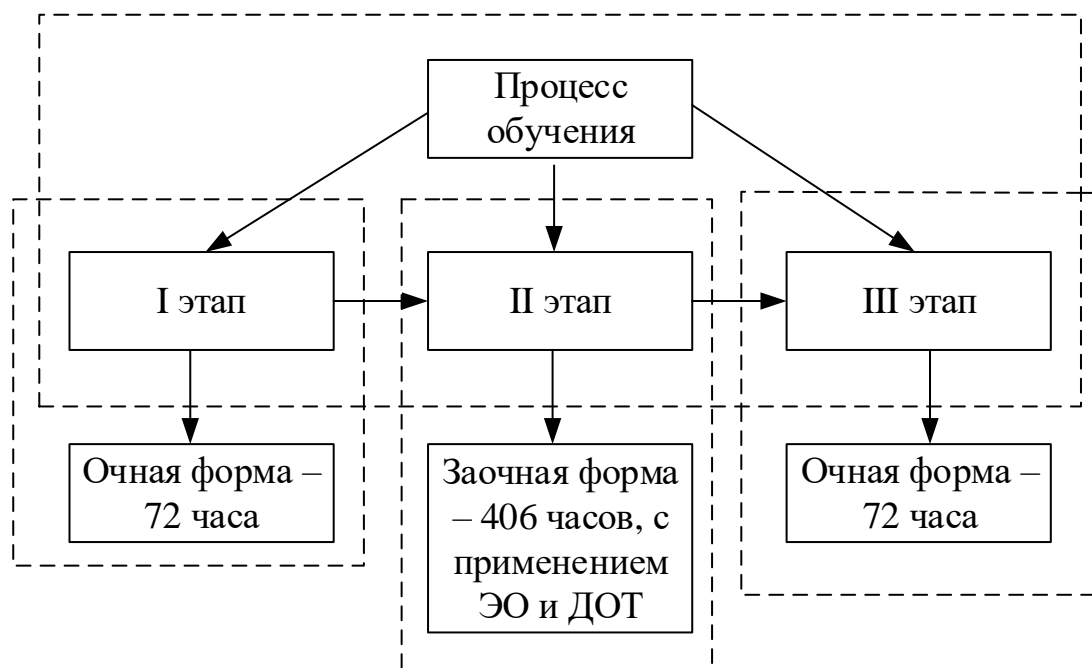 Процесс
обучения
I этап
II этап
III этап
Очная форма –
72 часа
Заочная форма
– 406 часов, с
применением
ЭО и ДОТ
Очная форма –
72 часа